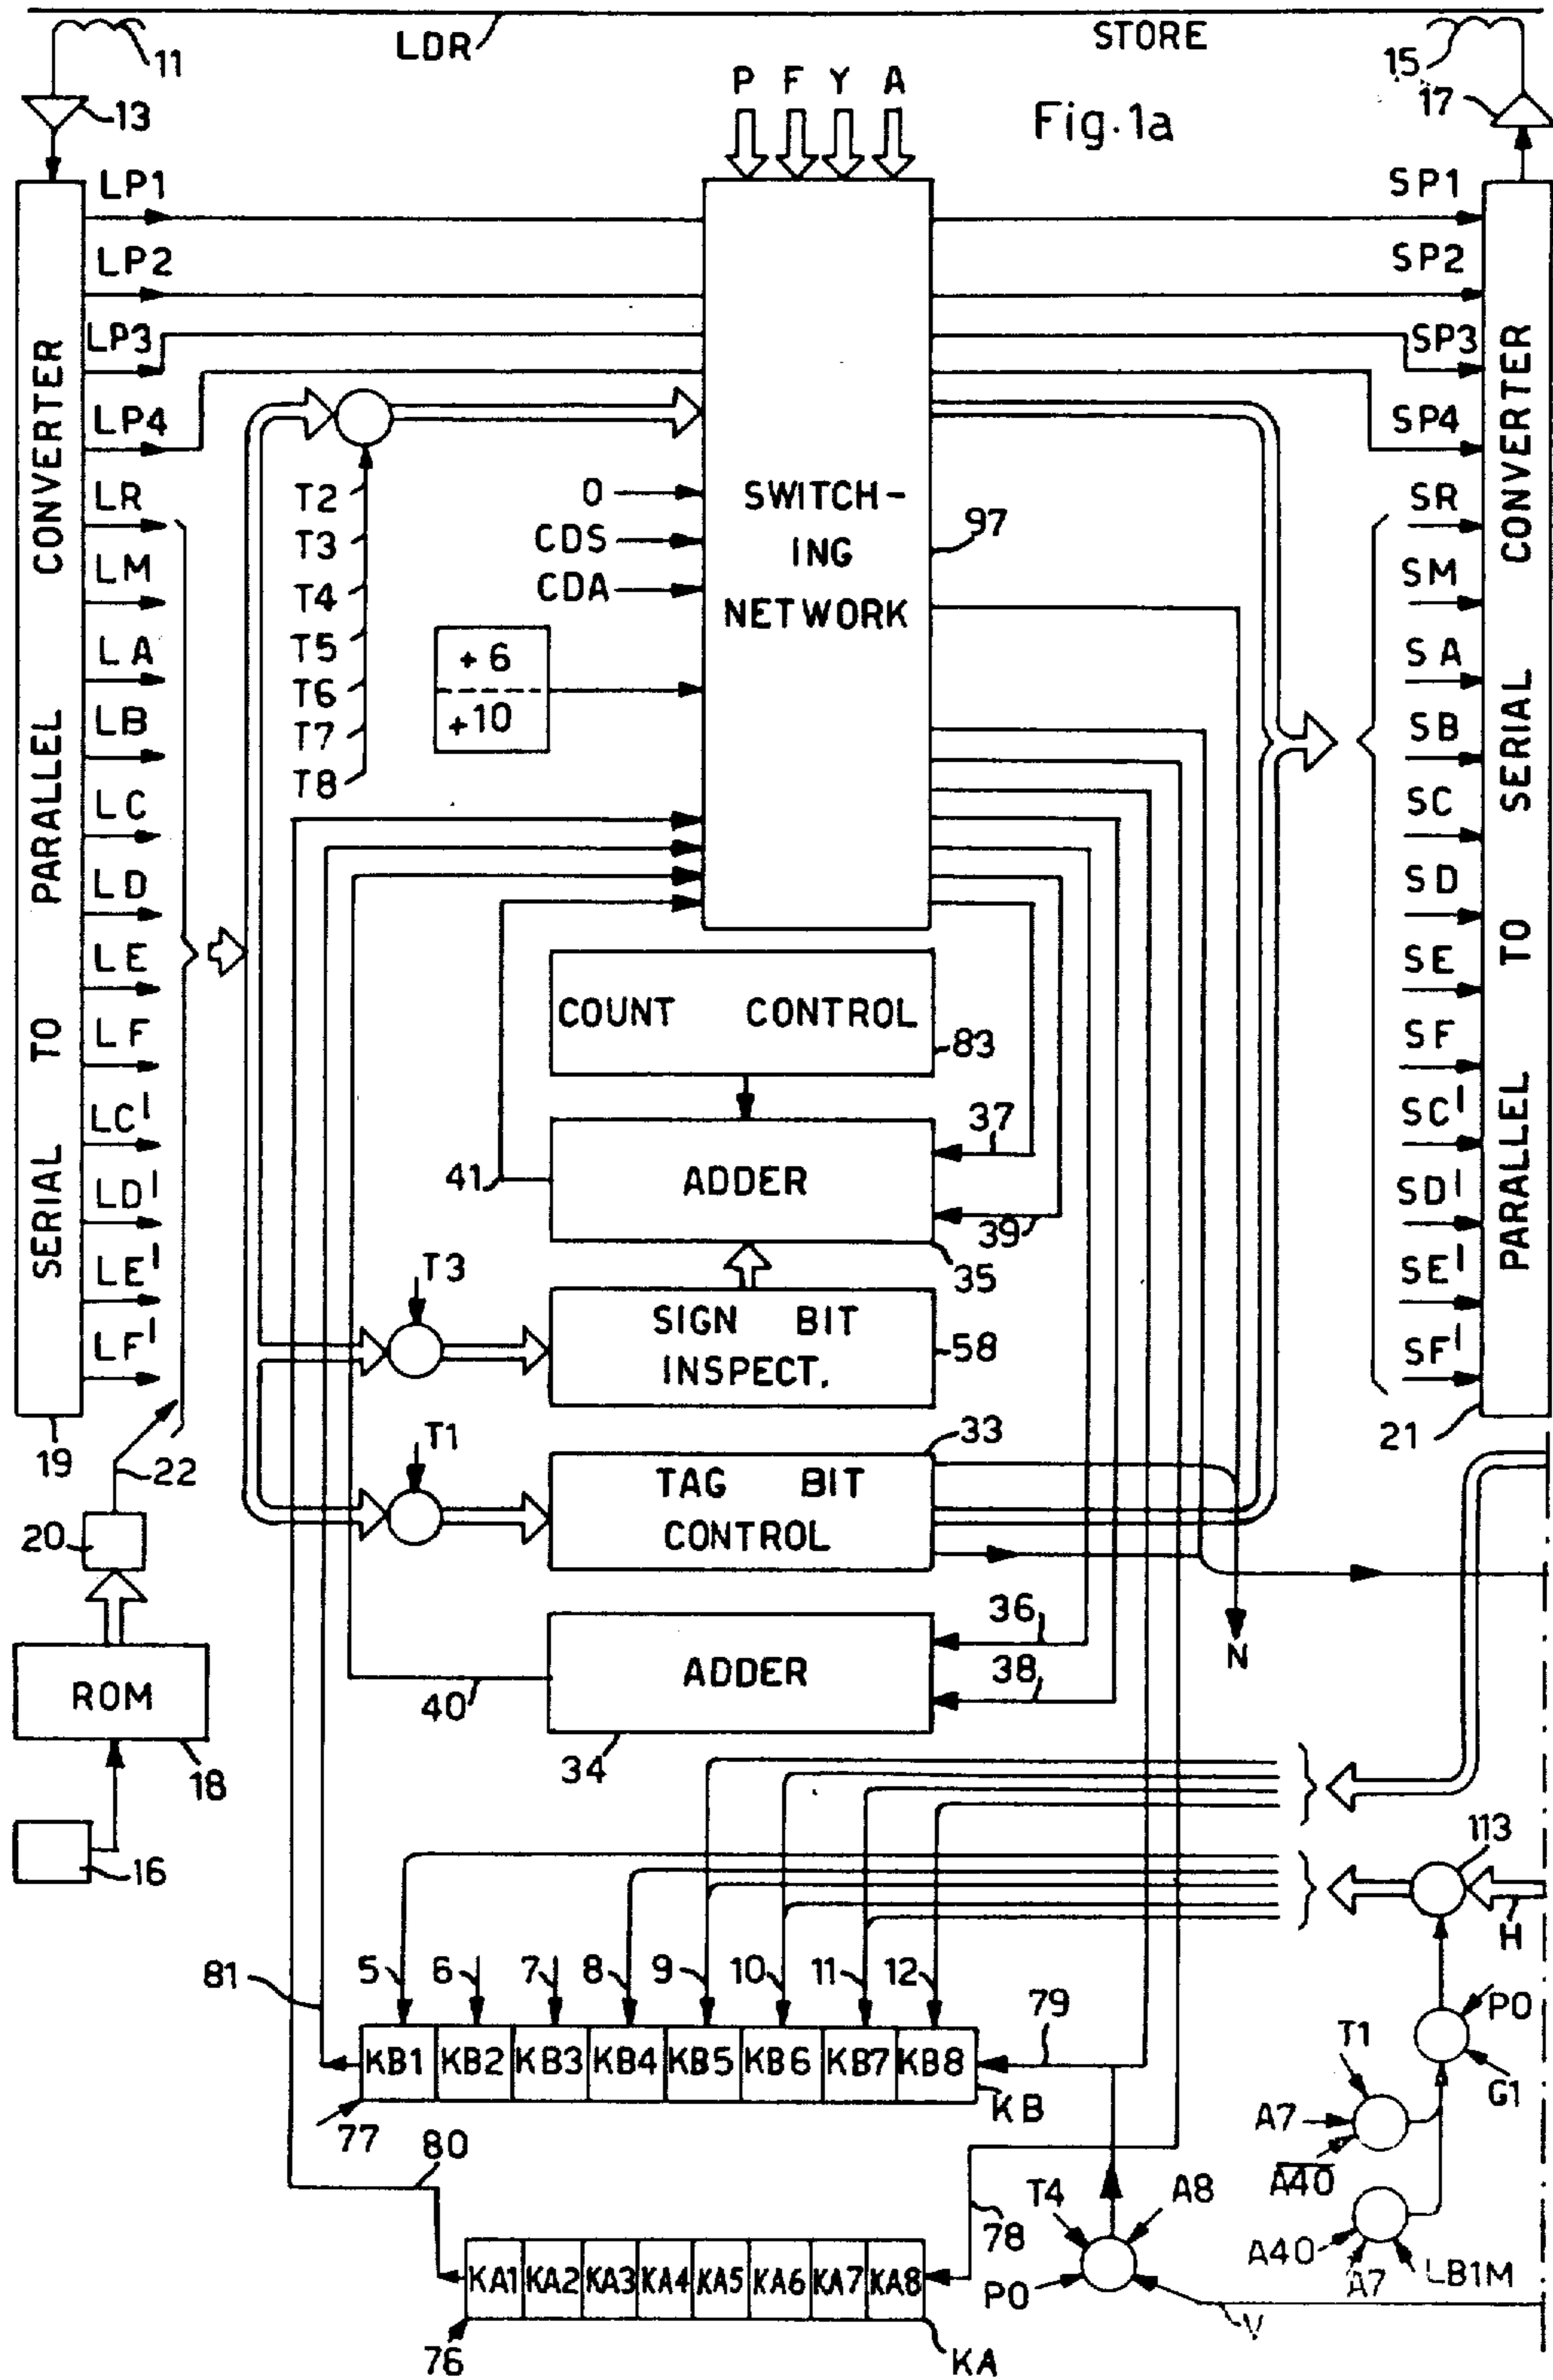 LDR
STORE
11
15
13
17
P F Y A
Fig.1a
LP1
SP1
LP2
SP2
LP3
SP3
LP4
SP4
SERIAL TO PARALLEL CONVERTER
PARALLEL TO SERIAL CONVERTER
LR
LM
LA
LB
LC
LD
LE
LF
LC'
LD'
LE'
LF'
SR
SM
SA
SB
SC
SD
SE
SF
SC'
SD'
SE'
SF'
T2
T3
T4
T5
T6
T7
T8
0
CDS
CDA
+6
+10
SWITCH-
ING
NETWORK
97
COUNT CONTROL
83
37
41
ADDER
39
35
T3
SIGN BIT
INSPECT.
58
19
22
T1
33
21
TAG BIT
CONTROL
20
36
N
ROM
40
ADDER
38
18
34
16
113
H
81
5 6 7 8 9 10 11 12
79
PO
T1
G1
KB1 KB2 KB3 KB4 KB5 KB6 KB7 KB8
KB
77
80
A7
A40
T4
A8
78
A40
A7
LB1M
KA1 KA2 KA3 KA4 KA5 KA6 KA7 KA8
PO
V
76
KA